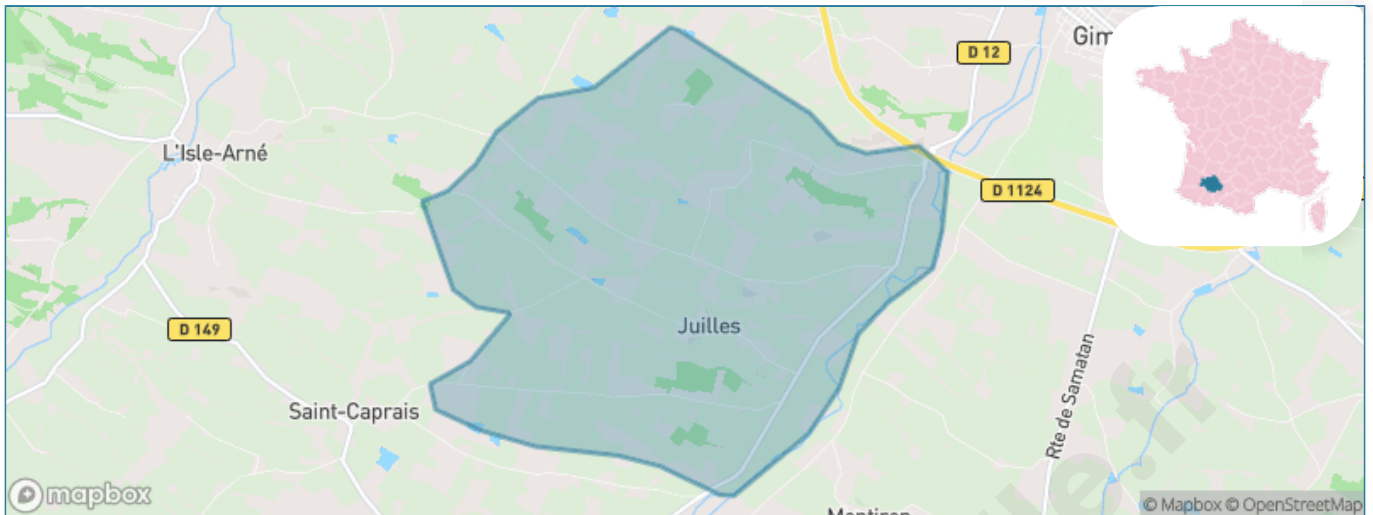 Gim
D 12
L'Isle-Arné
D 1124
Juilles
D 149
Rte de Samatan
Saint-Caprais
mapbox
© Mapbox © OpenStreetMap